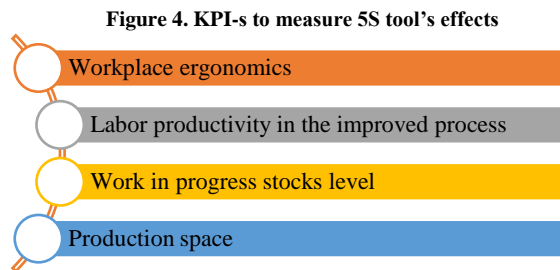 Figure 4. KPI-s to measure 5S tool’s effects
Workplace ergonomics
Labor productivity in the improved process
Work in progress stocks level
Production space